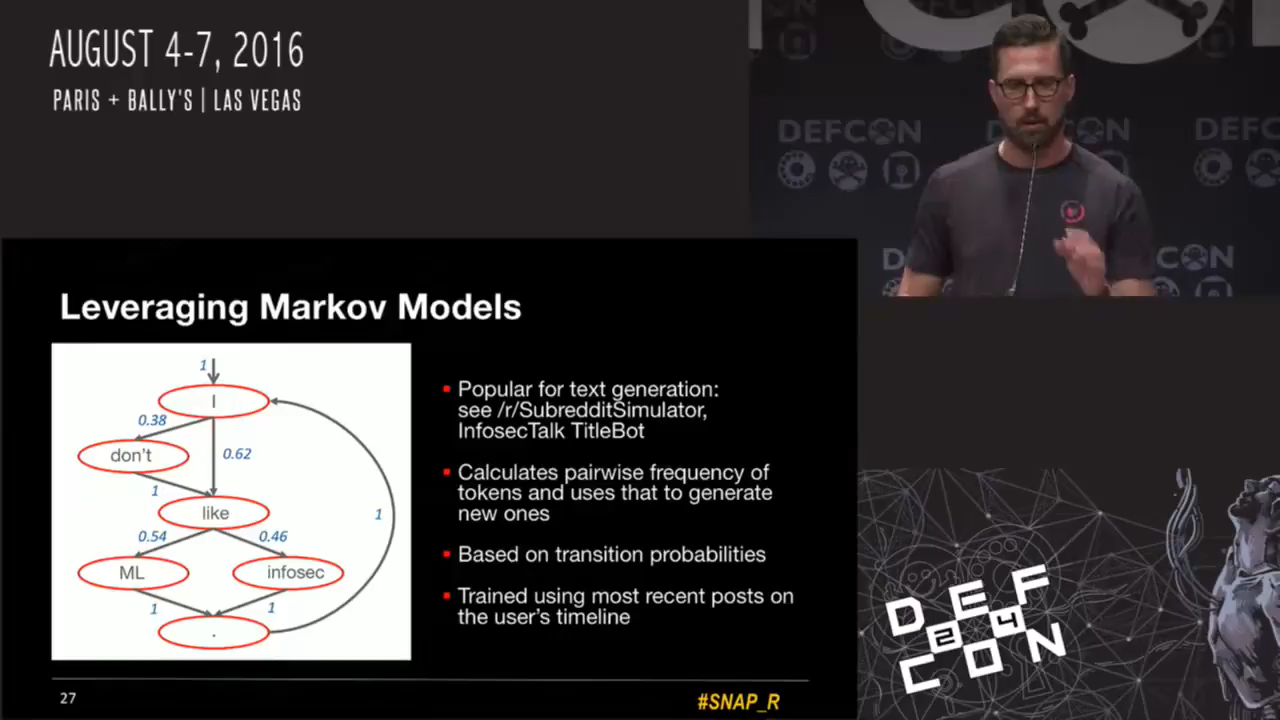 AUGUST 4-7, 2016
PARIS + BALLY'S | LAS VEGAS
DEFCON
DEFCON
Leveraging Markov Models
1
I
0.38
0.62
don't
1
like
0.54
0.46
1
ML
infosec
1
1
.
▪ Popular for text generation:
see /r/SubredditSimulator,
InfosecTalk TitleBot
▪ Calculates pairwise frequency of
tokens and uses that to generate
new ones
▪ Based on transition probabilities
▪ Trained using most recent posts on
the user's timeline
27
#SNAP_R
DEF
24
CON